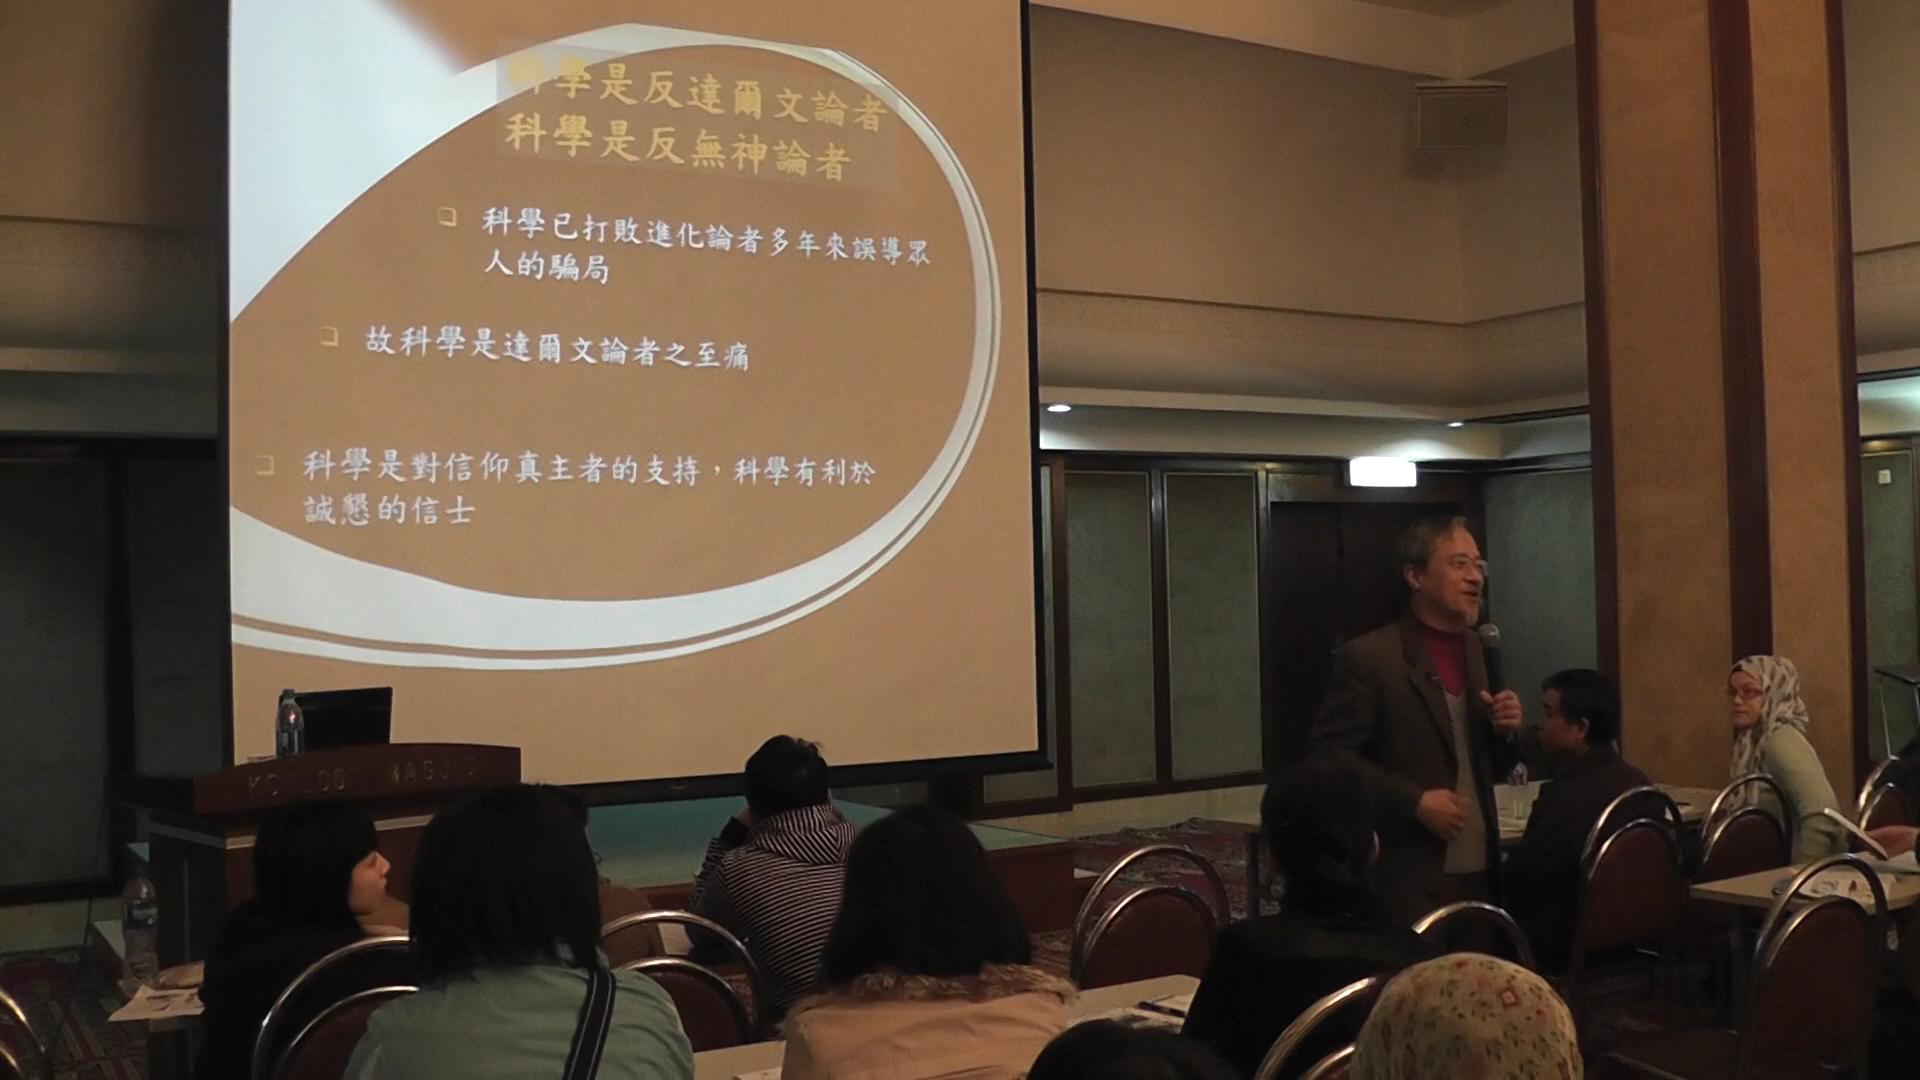 科學是反達爾文論者
科學是反無神論者
科學已打敗進化論者多年來誤導眾
人的騙局
故科學是達爾文論者之至痛
科學是對信仰真主者的支持，科學有利於
誠懇的信士
KOWLOON MASJID